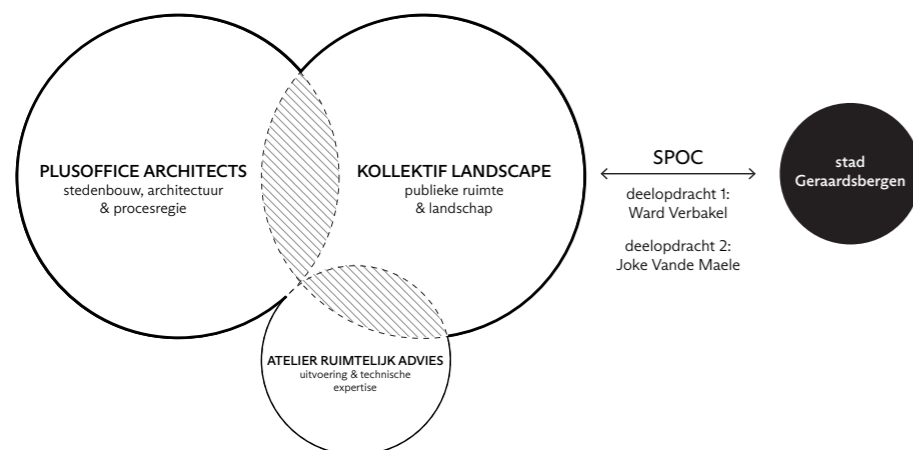 PLUSOFFICE ARCHITECTS
stedenbouw, architectuur
& procesregie
KOLLEKTIF LANDSCAPE
publieke ruimte
& landschap
ATELIER RUIMTELIJK ADVIES
uitvoering & technische
expertise
SPOC
deelopdracht 1:
Ward Verbakel
deelopdracht 2:
Joke Vande Maele
stad
Geraardsbergen